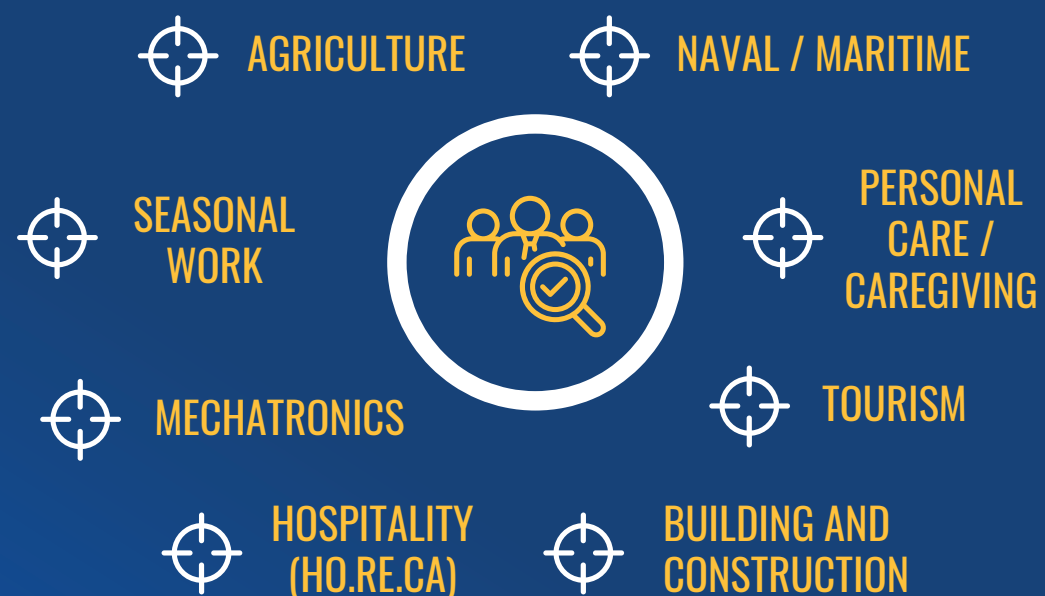 AGRICULTURE
NAVAL / MARITIME
SEASONAL
WORK
PERSONAL
CARE /
CAREGIVING
MECHATRONICS
TOURISM
HOSPITALITY
(HO.RE.CA)
BUILDING AND
CONSTRUCTION